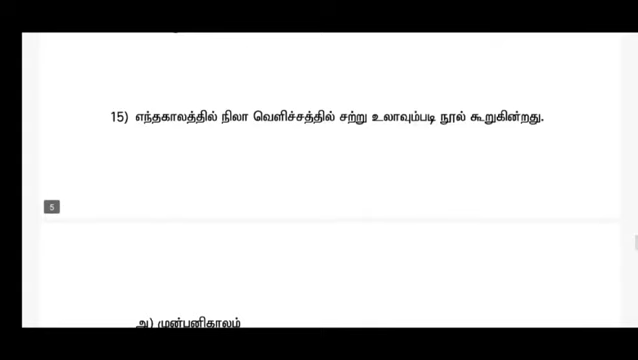 15) எந்தகாலத்தில் நிலா வெளிச்சத்தில் சற்று உலாவும்படி நூல் கூறுகின்றது.
5
அ) முன்பனிகாலம்